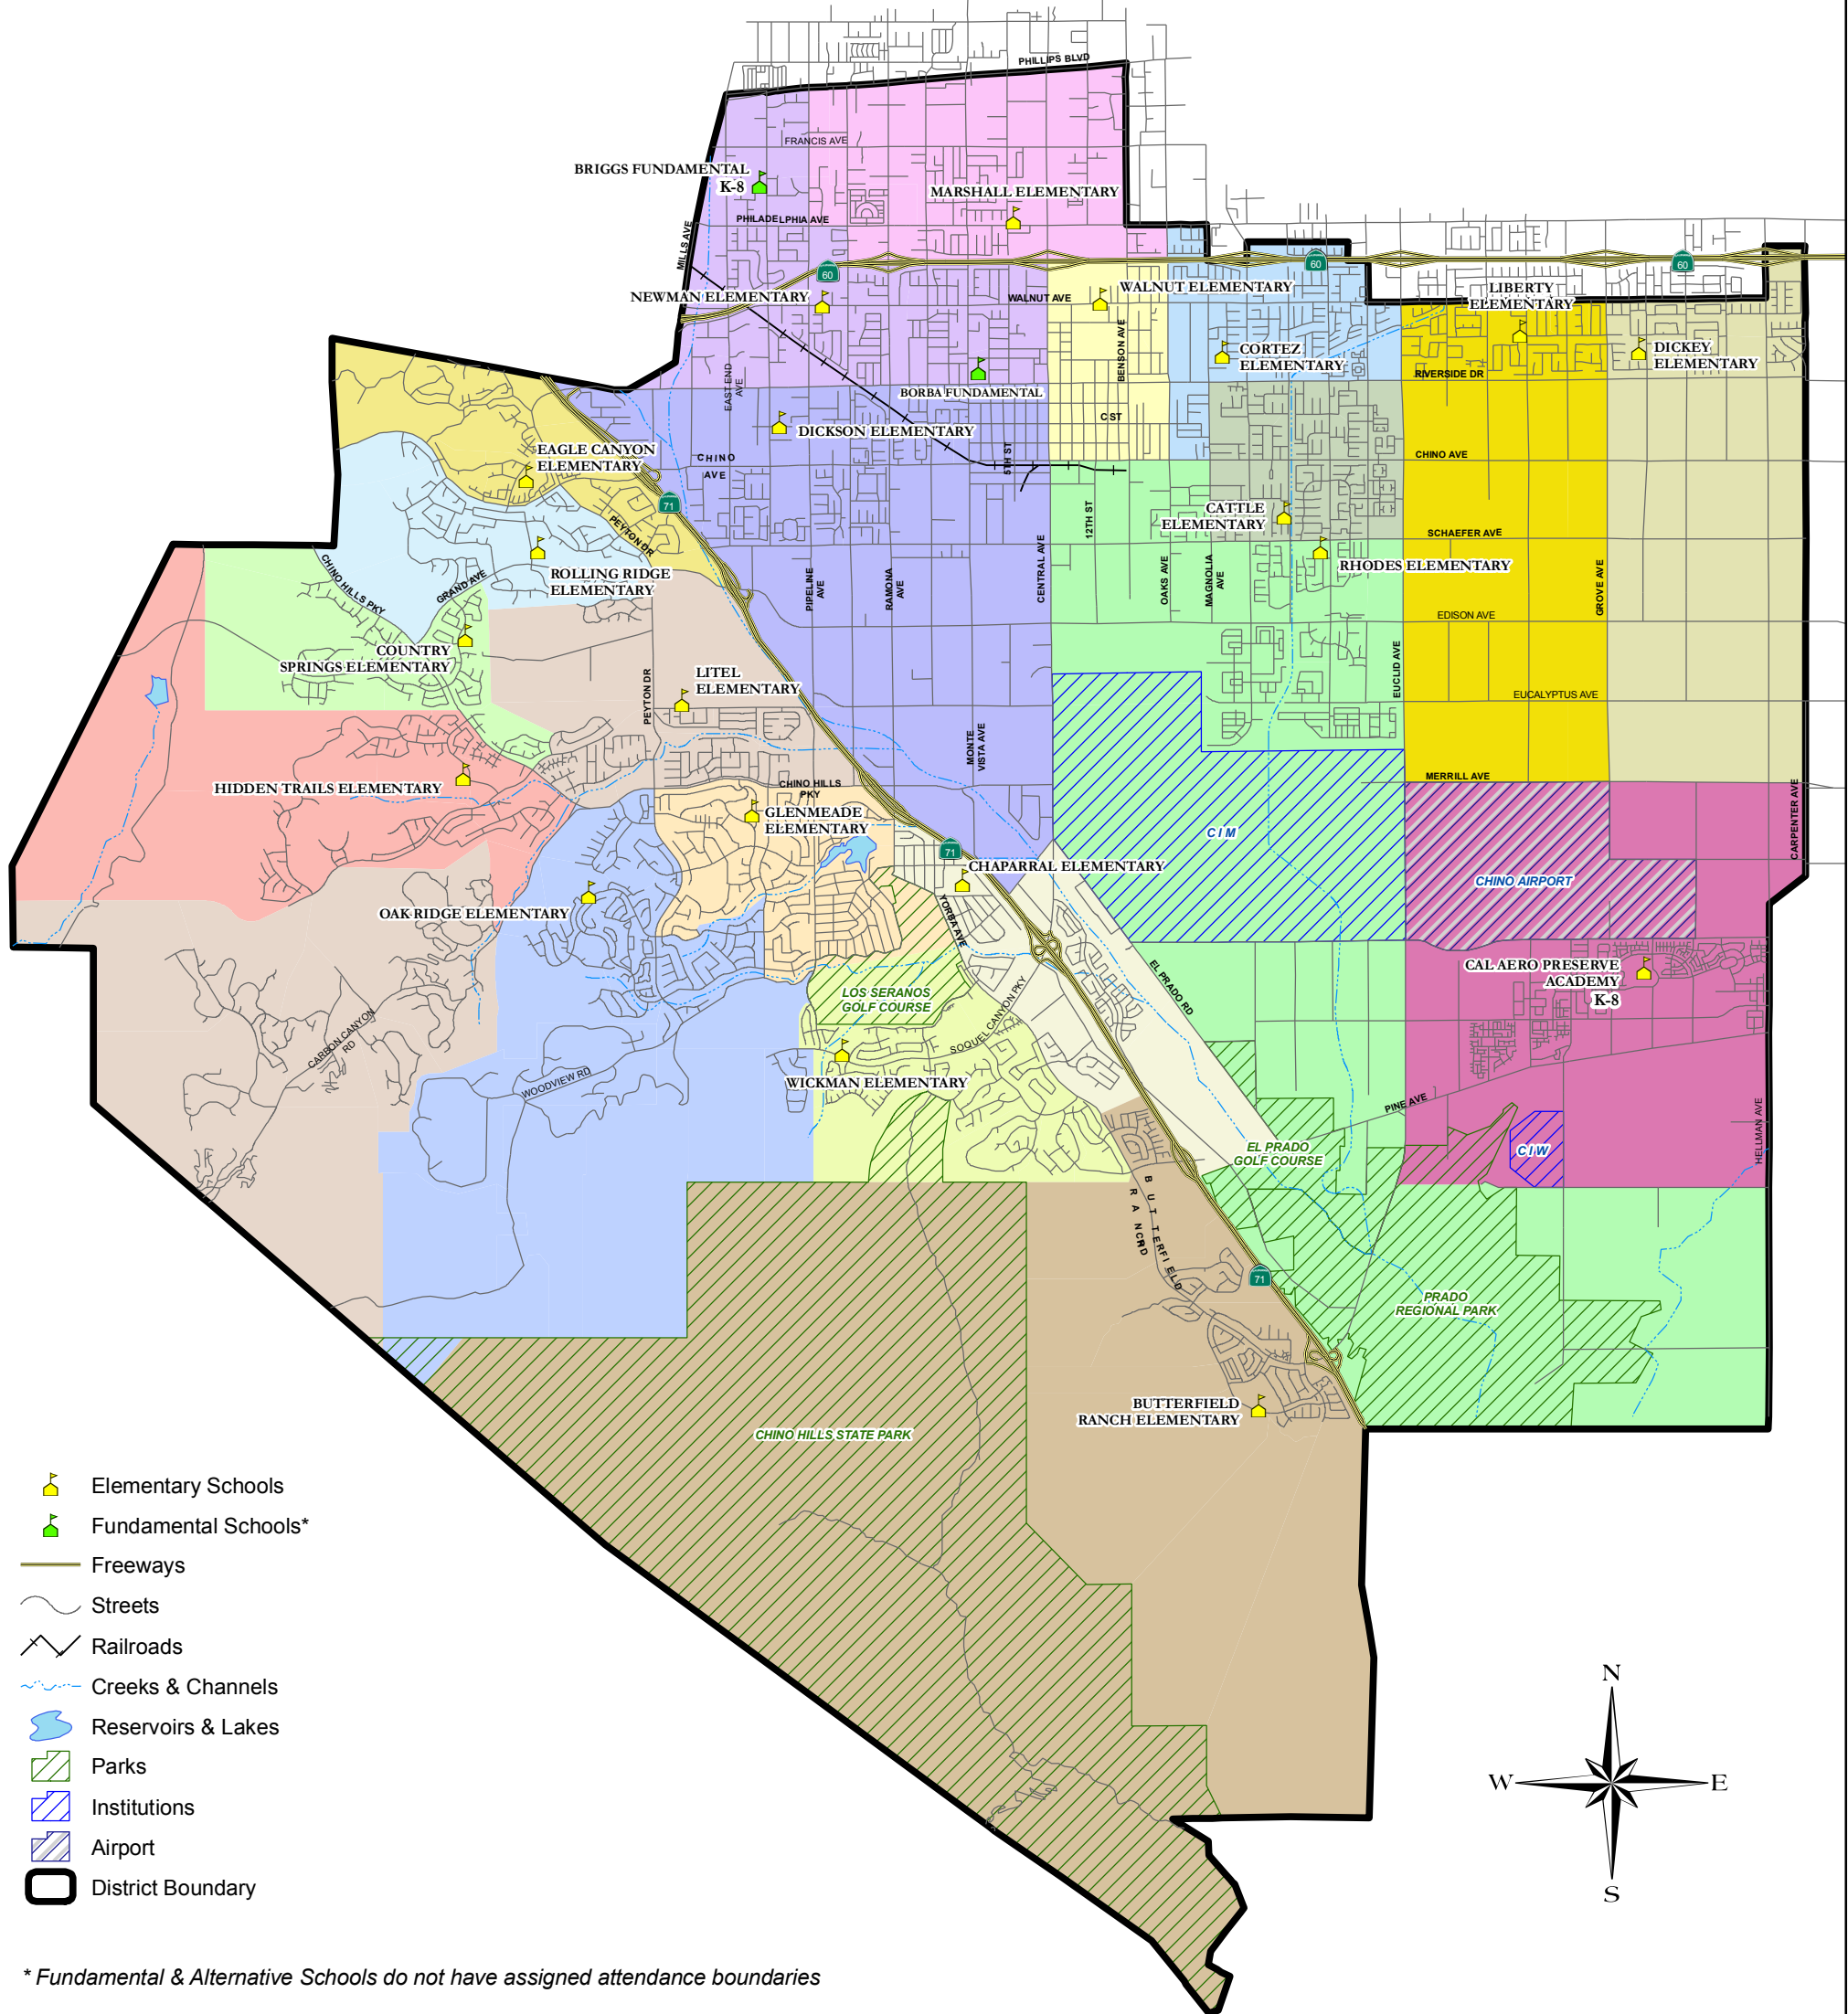 PHILLIPS BLVD
FRANCIS AVE
BRIGGS FUNDAMENTAL
K-8
MARSHALL ELEMENTARY
PHILADELPHIA AVE
MILLS AVE
60
60
60
NEWMAN ELEMENTARY
WALNUT AVE
WALNUT ELEMENTARY
LIBERTY
ELEMENTARY
BENSON AVE
CORTEZ
ELEMENTARY
DICKEY
ELEMENTARY
EAST END
AVE
BORBA FUNDAMENTAL
RIVERSIDE DR
C ST
DICKSON ELEMENTARY
EAGLE CANYON
ELEMENTARY
CHINO
AVE
5TH ST
CHINO AVE
71
PEYTON DR
CATTLE
ELEMENTARY
12TH ST
SCHAEFER AVE
ROLLING RIDGE
ELEMENTARY
RHODES ELEMENTARY
CHINO HILLS PKY
GRAND AVE
PIPELINE
AVE
RAMONA
AVE
CENTRAL AVE
OAKS AVE
MAGNOLIA
AVE
GROVE AVE
EDISON AVE
COUNTRY
SPRINGS ELEMENTARY
LITEL
ELEMENTARY
PEYTON DR
EUCLID AVE
EUCALYPTUS AVE
MONTE
VISTA AVE
HIDDEN TRAILS ELEMENTARY
CHINO HILLS
PKY
MERRILL AVE
GLENMEADE
ELEMENTARY
CIM
CARPENTER AVE
71
CHAPARRAL ELEMENTARY
CHINO AIRPORT
OAK RIDGE ELEMENTARY
YORBA AVE
CAL AERO PRESERVE
ACADEMY
K-8
EL PRADO RD
LOS SERANOS
GOLF COURSE
SOQUEL CANYON PKY
CARBON CANYON
RD
WOODVIEW RD
WICKMAN ELEMENTARY
PINE AVE
HELLMAN AVE
EL PRADO
GOLF COURSE
CIW
BUTTERFIELD
RANCH RD
71
PRADO
REGIONAL PARK
BUTTERFIELD
RANCH ELEMENTARY
CHINO HILLS STATE PARK
Elementary Schools
Fundamental Schools*
Freeways
Streets
Railroads
Creeks & Channels
Reservoirs & Lakes
Parks
Institutions
Airport
District Boundary
N
W
E
S
* Fundamental & Alternative Schools do not have assigned attendance boundaries